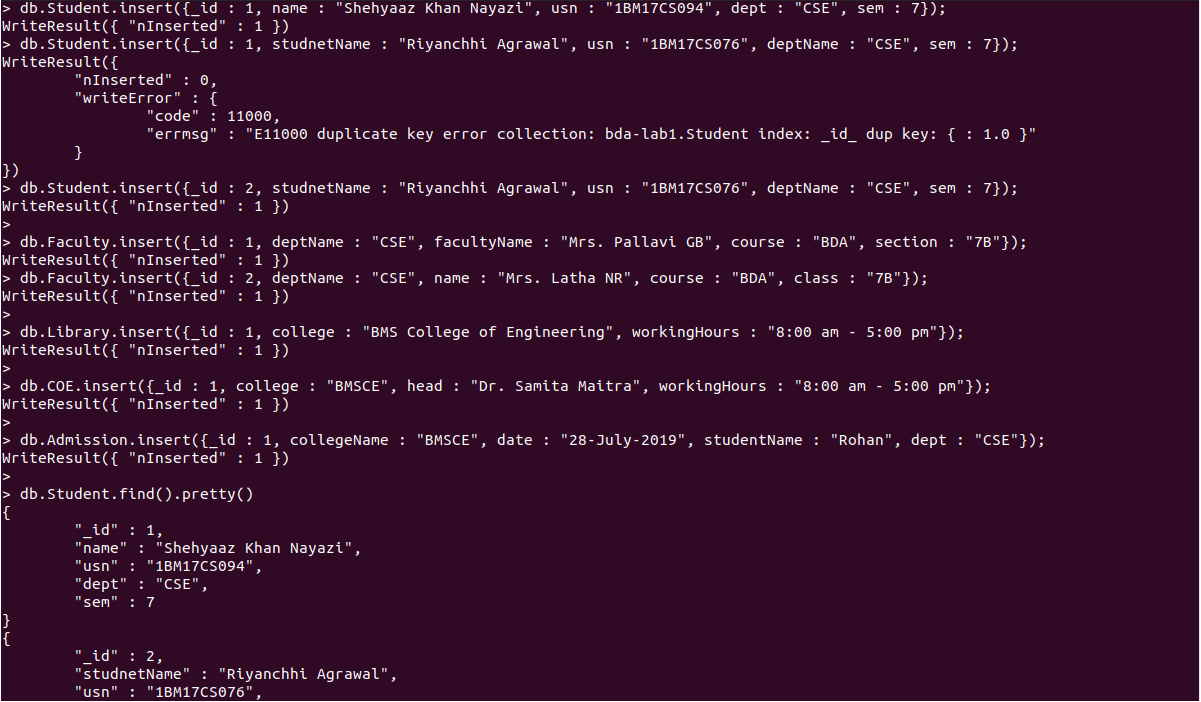 > db.Student.insert({_id : 1, name : "Shehyaaz Khan Nayazi", usn : "1BM17CS094", dept : "CSE", sem : 7});
WriteResult({ "nInserted" : 1 })
> db.Student.insert({_id : 1, studnetName : "Riyanchhi Agrawal", usn : "1BM17CS076", deptName : "CSE", sem : 7});
WriteResult({
        "nInserted" : 0,
        "writeError" : {
                "code" : 11000,
                "errmsg" : "E11000 duplicate key error collection: bda-lab1.Student index: _id_ dup key: { : 1.0 }"
        }
})
> db.Student.insert({_id : 2, studnetName : "Riyanchhi Agrawal", usn : "1BM17CS076", deptName : "CSE", sem : 7});
WriteResult({ "nInserted" : 1 })
>
> db.Faculty.insert({_id : 1, deptName : "CSE", facultyName : "Mrs. Pallavi GB", course : "BDA", section : "7B"});
WriteResult({ "nInserted" : 1 })
> db.Faculty.insert({_id : 2, deptName : "CSE", name : "Mrs. Latha NR", course : "BDA", class : "7B"});
WriteResult({ "nInserted" : 1 })
>
> db.Library.insert({_id : 1, college : "BMS College of Engineering", workingHours : "8:00 am - 5:00 pm"});
WriteResult({ "nInserted" : 1 })
>
> db.COE.insert({_id : 1, college : "BMSCE", head : "Dr. Samita Maitra", workingHours : "8:00 am - 5:00 pm"});
WriteResult({ "nInserted" : 1 })
>
> db.Admission.insert({_id : 1, collegeName : "BMSCE", date : "28-July-2019", studentName : "Rohan", dept : "CSE"});
WriteResult({ "nInserted" : 1 })
>
> db.Student.find().pretty()
{
        "_id" : 1,
        "name" : "Shehyaaz Khan Nayazi",
        "usn" : "1BM17CS094",
        "dept" : "CSE",
        "sem" : 7
}
{
        "_id" : 2,
        "studnetName" : "Riyanchhi Agrawal",
        "usn" : "1BM17CS076",